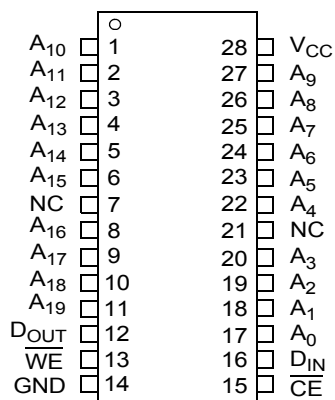 A10 1 28 VCC
A11 2 27 A9
A12 3 26 A8
A13 4 25 A7
A14 5 24 A6
A15 6 23 A5
NC 7 22 A4
A16 8 21 NC
A17 9 20 A3
A18 10 19 A2
A19 11 18 A1
DOUT 12 17 A0
WE 13 16 DIN
GND 14 15 CE